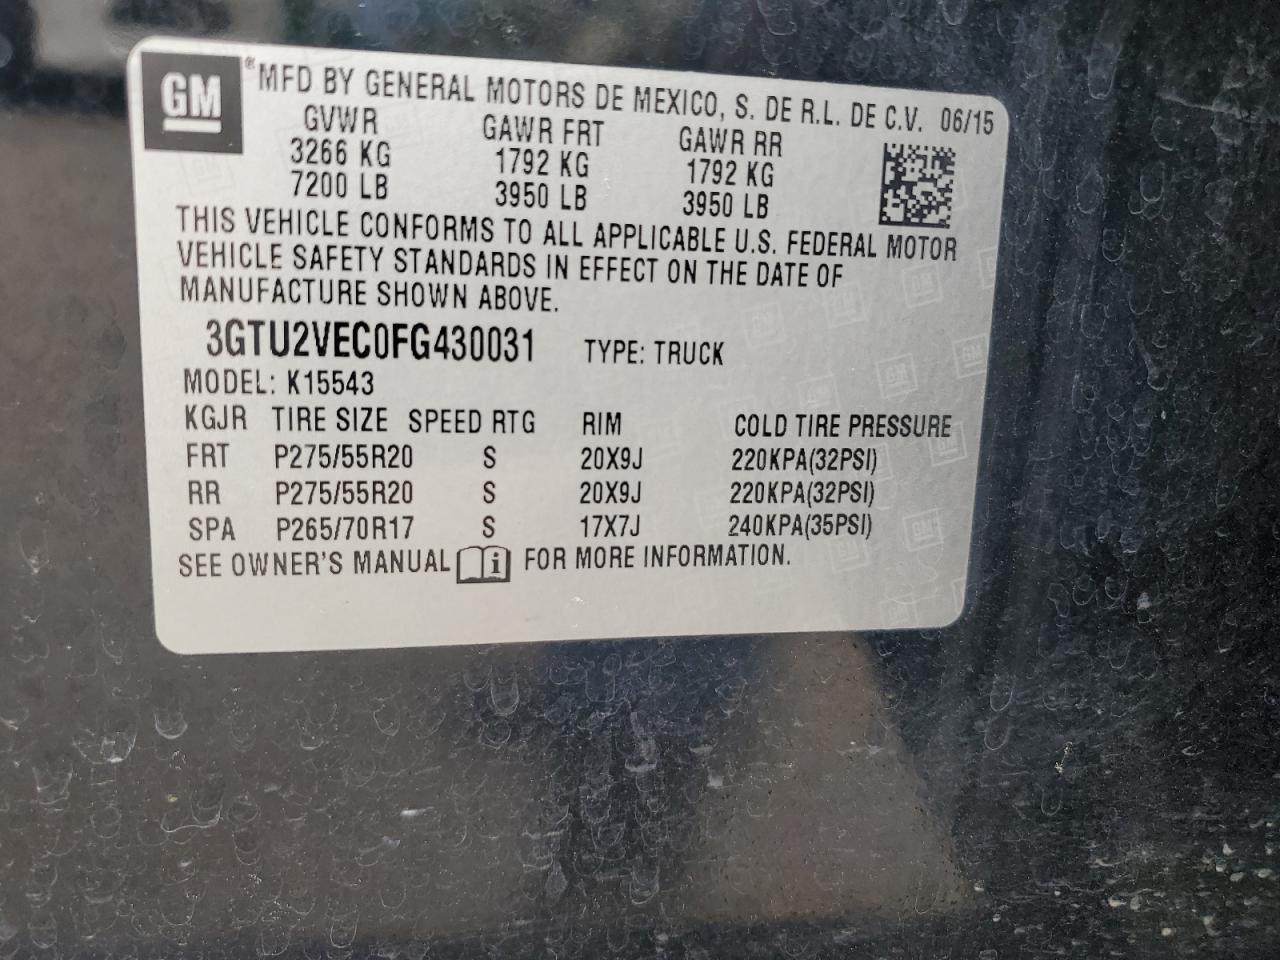 GM ® MFD BY GENERAL MOTORS DE MEXICO, S. DE R.L. DE C.V. 06/15
GVWR GAWR FRT GAWR RR
3266 KG 1792 KG 1792 KG
7200 LB 3950 LB 3950 LB
THIS VEHICLE CONFORMS TO ALL APPLICABLE U.S. FEDERAL MOTOR
VEHICLE SAFETY STANDARDS IN EFFECT ON THE DATE OF
MANUFACTURE SHOWN ABOVE.
3GTU2VEC0FG430031 TYPE: TRUCK
MODEL: K15543
KGJR TIRE SIZE SPEED RTG RIM COLD TIRE PRESSURE
FRT P275/55R20 S 20X9J 220KPA(32PSI)
RR P275/55R20 S 20X9J 220KPA(32PSI)
SPA P265/70R17 S 17X7J 240KPA(35PSI)
SEE OWNER'S MANUAL i FOR MORE INFORMATION.